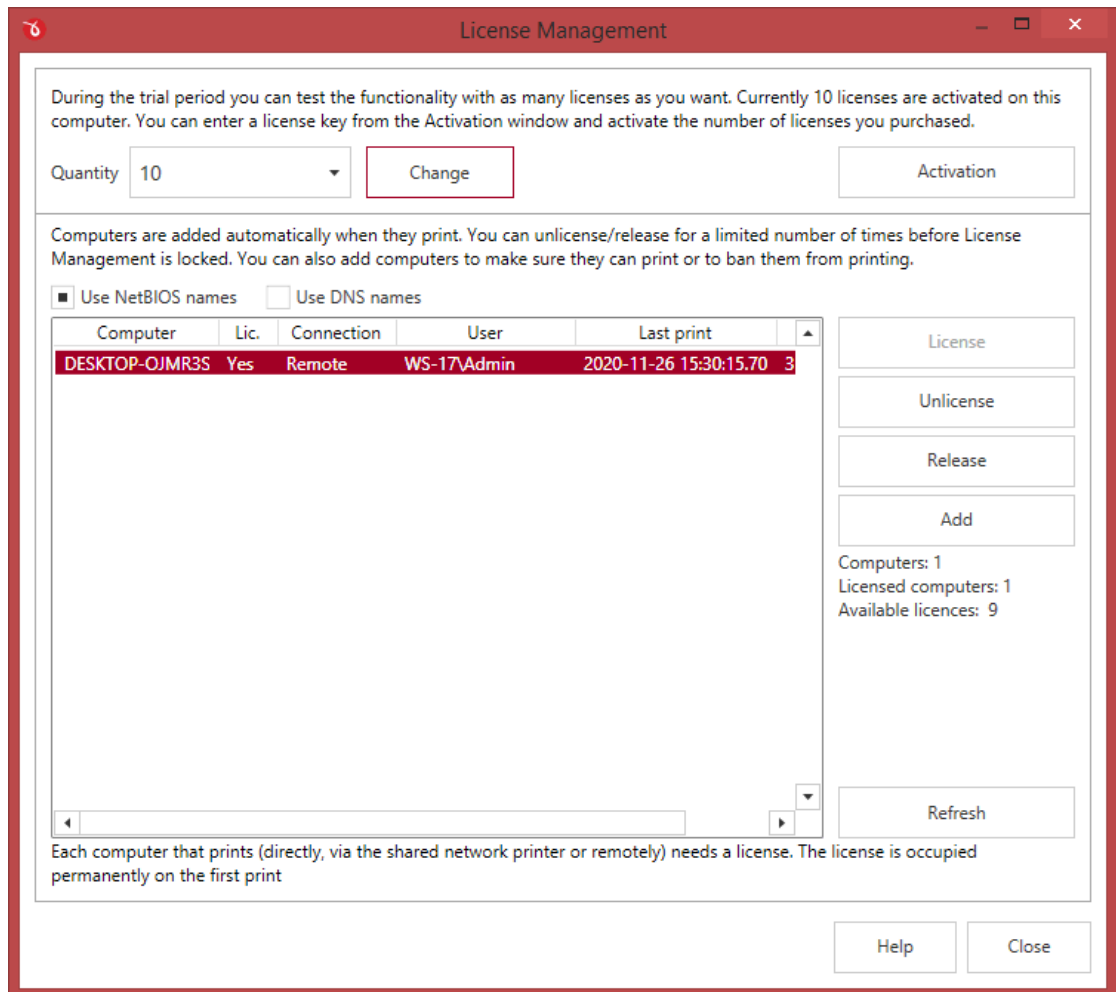 License Management
During the trial period you can test the functionality with as many licenses as you want. Currently 10 licenses are activated on this
computer. You can enter a license key from the Activation window and activate the number of licenses you purchased.
Quantity 10 Change Activation
Computers are added automatically when they print. You can unlicense/release for a limited number of times before License
Management is locked. You can also add computers to make sure they can print or to ban them from printing.
Use NetBIOS names Use DNS names
Computer Lic. Connection User Last print
License
DESKTOP-OJMR3S Yes Remote WS-17\Admin 2020-11-26 15:30:15.70 3
Unlicense
Release
Add
Computers: 1
Licensed computers: 1
Available licences: 9
Refresh
Each computer that prints (directly, via the shared network printer or remotely) needs a license. The license is occupied
permanently on the first print
Help Close